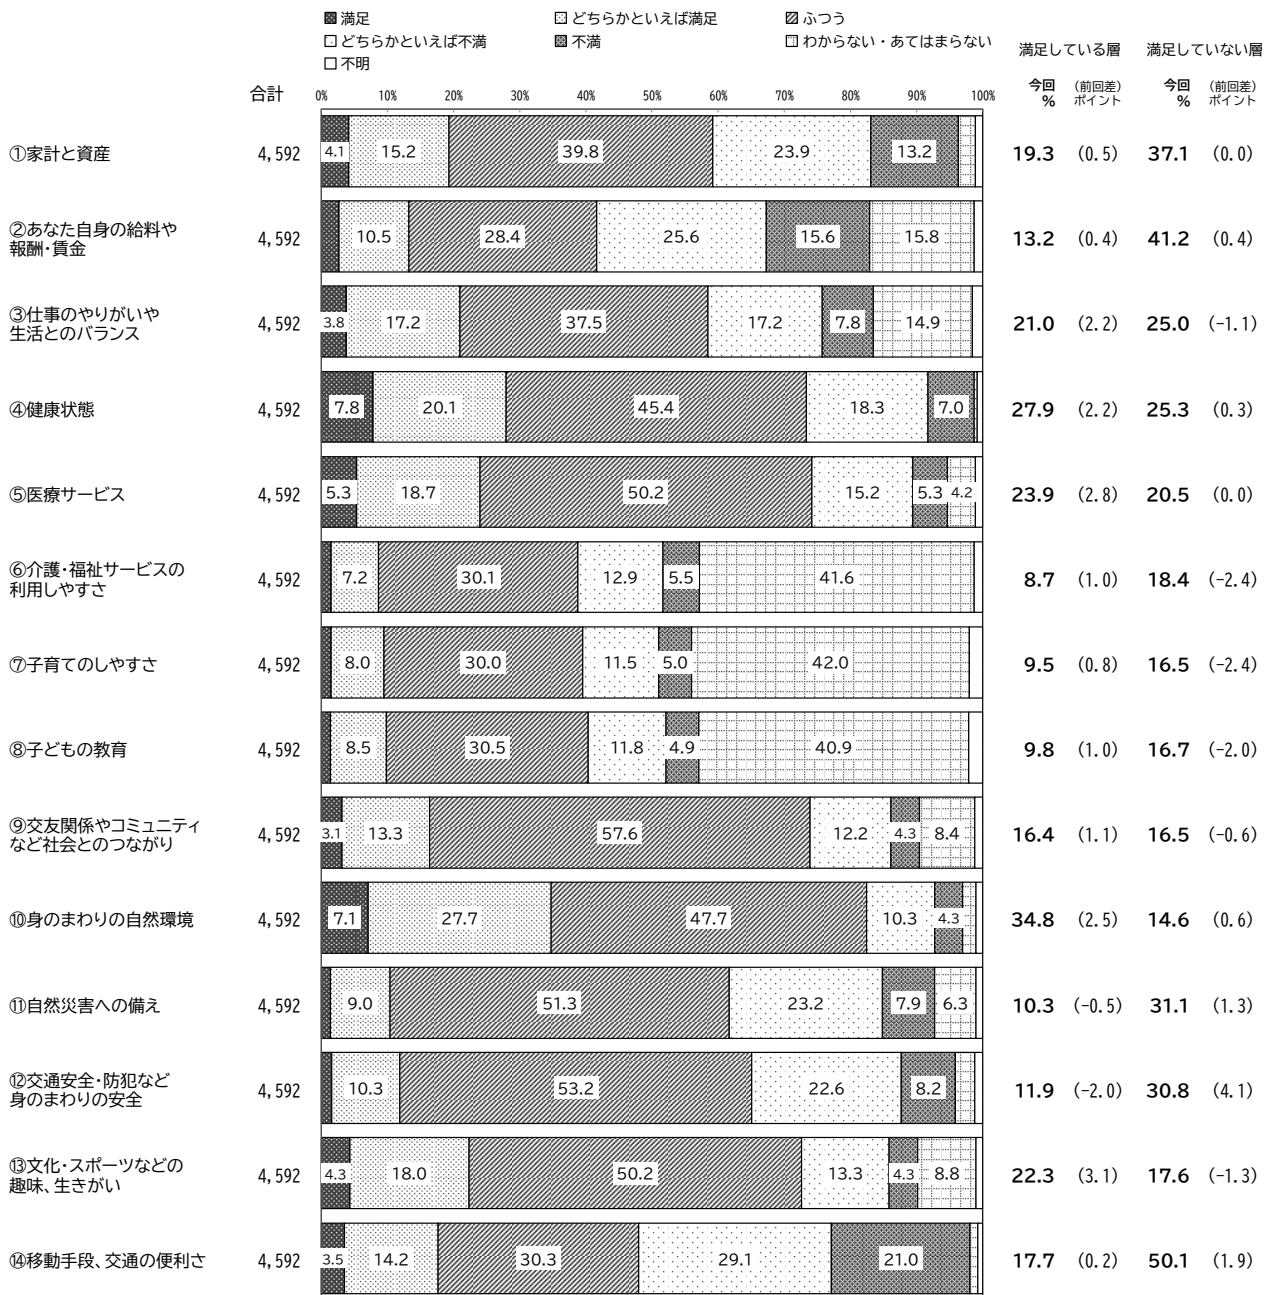 満足 どちらかといえば満足 ふつう
どちらかといえば不満 不満 わからない・あてはまらない
不明
満足している層 満足していない層
今回 (前回差) 今回 (前回差)
% ポイント % ポイント
合計 0% 10% 20% 30% 40% 50% 60% 70% 80% 90% 100%
①家計と資産 4,592 4.1 15.2 39.8 23.9 13.2 19.3 (0.5) 37.1 (0.0)
②あなた自身の給料や
報酬・賃金
4,592 10.5 28.4 25.6 15.6 15.8 13.2 (0.4) 41.2 (0.4)
③仕事のやりがいや
生活とのバランス
4,592 3.8 17.2 37.5 17.2 7.8 14.9 21.0 (2.2) 25.0 (-1.1)
④健康状態 4,592 7.8 20.1 45.4 18.3 7.0 27.9 (2.2) 25.3 (0.3)
⑤医療サービス 4,592 5.3 18.7 50.2 15.2 5.3 4.2 23.9 (2.8) 20.5 (0.0)
⑥介護・福祉サービスの
利用しやすさ
4,592 7.2 30.1 12.9 5.5 41.6 8.7 (1.0) 18.4 (-2.4)
⑦子育てのしやすさ 4,592 8.0 30.0 11.5 5.0 42.0 9.5 (0.8) 16.5 (-2.4)
⑧子どもの教育 4,592 8.5 30.5 11.8 4.9 40.9 9.8 (1.0) 16.7 (-2.0)
⑨交友関係やコミュニティ
など社会とのつながり
4,592 3.1 13.3 57.6 12.2 4.3 8.4 16.4 (1.1) 16.5 (-0.6)
⑩身のまわりの自然環境 4,592 7.1 27.7 47.7 10.3 4.3 34.8 (2.5) 14.6 (0.6)
⑪自然災害への備え 4,592 9.0 51.3 23.2 7.9 6.3 10.3 (-0.5) 31.1 (1.3)
⑫交通安全・防犯など
身のまわりの安全
4,592 10.3 53.2 22.6 8.2 11.9 (-2.0) 30.8 (4.1)
⑬文化・スポーツなどの
趣味、生きがい
4,592 4.3 18.0 50.2 13.3 4.3 8.8 22.3 (3.1) 17.6 (-1.3)
⑭移動手段、交通の便利さ 4,592 3.5 14.2 30.3 29.1 21.0 17.7 (0.2) 50.1 (1.9)